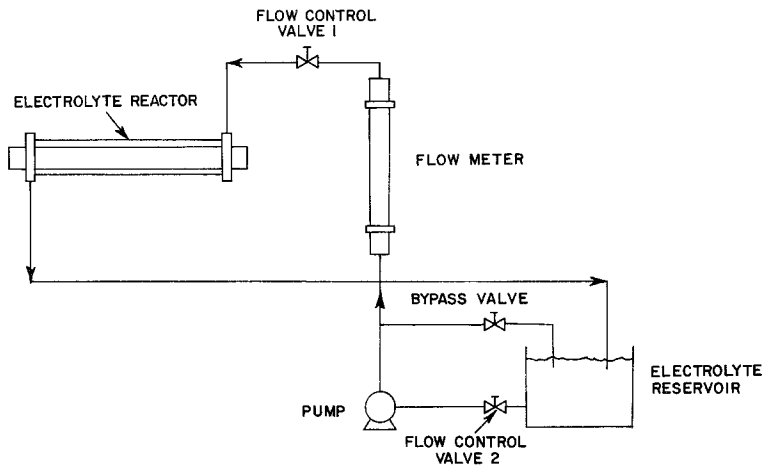 FLOW CONTROL
VALVE 1
ELECTROLYTE REACTOR
FLOW METER
BYPASS VALVE
ELECTROLYTE
RESERVOIR
PUMP
FLOW CONTROL
VALVE 2